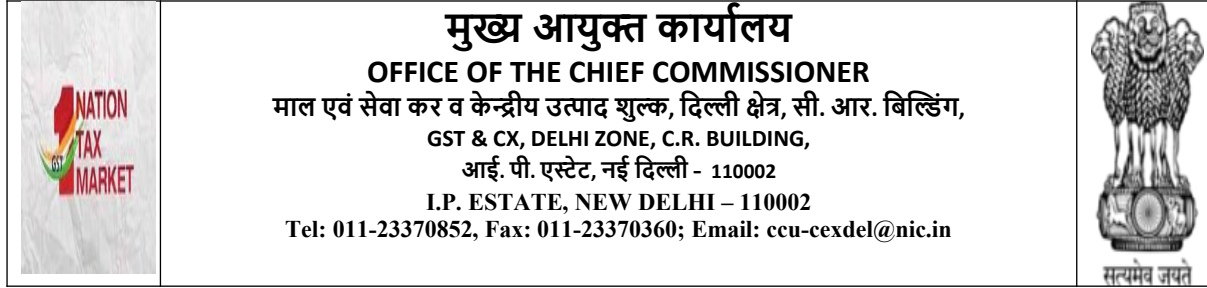 NATION
TAX
MARKET
GST
मुख्य आयुक्त कार्यालय
OFFICE OF THE CHIEF COMMISSIONER
माल एवं सेवा कर व केन्द्रीय उत्पाद शुल्क, दिल्ली क्षेत्र, सी. आर. बिल्डिंग,
GST & CX, DELHI ZONE, C.R. BUILDING,
आई. पी. एस्टेट, नई दिल्ली - 110002
I.P. ESTATE, NEW DELHI – 110002
Tel: 011-23370852, Fax: 011-23370360; Email: ccu-cexdel@nic.in
सत्यमेव जयते